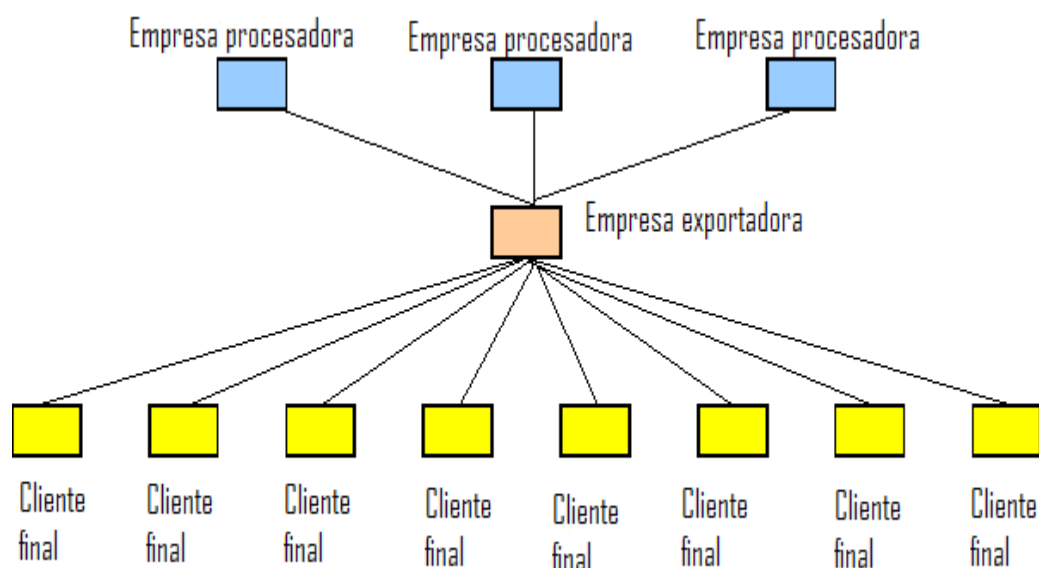 Empresa procesadora
Empresa procesadora
Empresa procesadora
Empresa exportadora
Cliente
final
Cliente
final
Cliente
final
Cliente
final
Cliente
final
Cliente
final
Cliente
final
Cliente
final